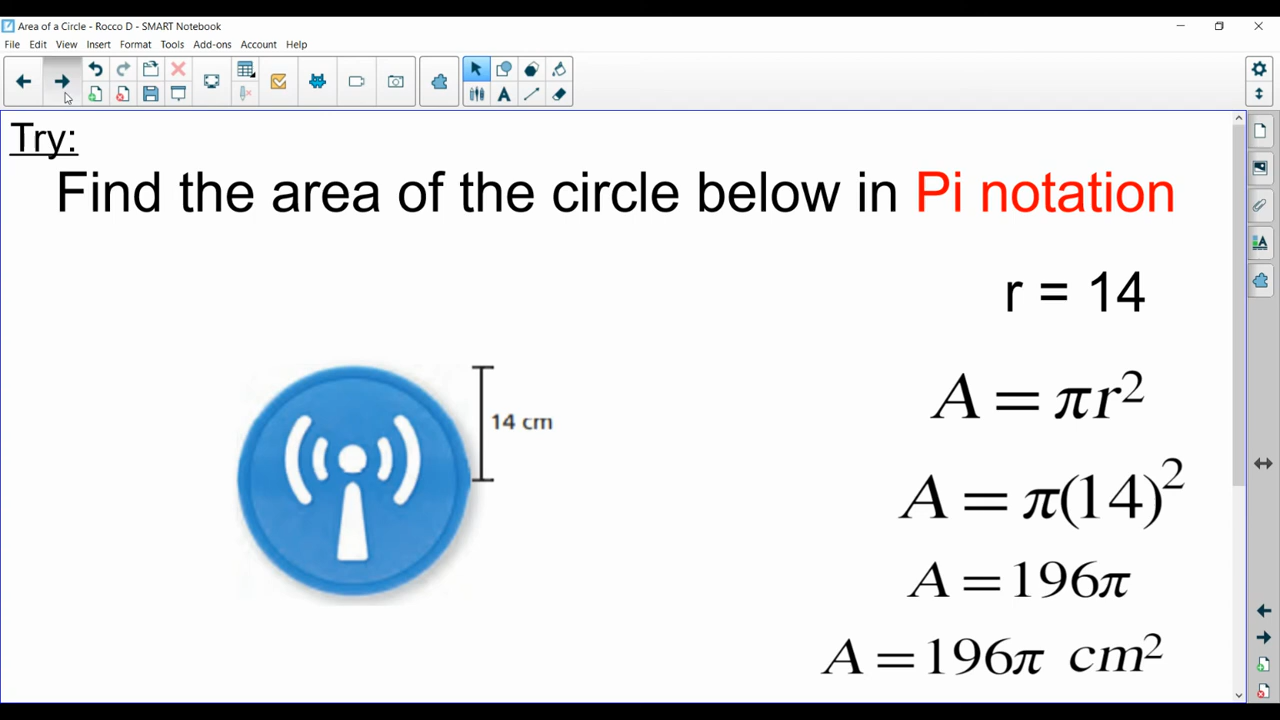 Area of a Circle - Rocco D - SMART Notebook
File Edit View Insert Format Tools Add-ons Account Help
Try:
Find the area of the circle below in Pi notation
r = 14
A = πr²
14 cm
A = π(14)²
A = 196π
A = 196π cm²